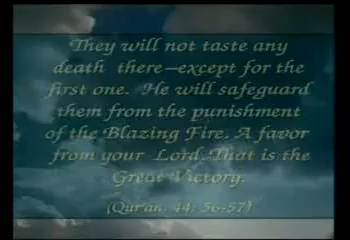 They will not taste any
death there—except for the
first one. He will safeguard
them from the punishment
of the Blazing Fire. A favor
from your Lord. That is the
Great Victory.
(Qur'an, 44, 56-57)